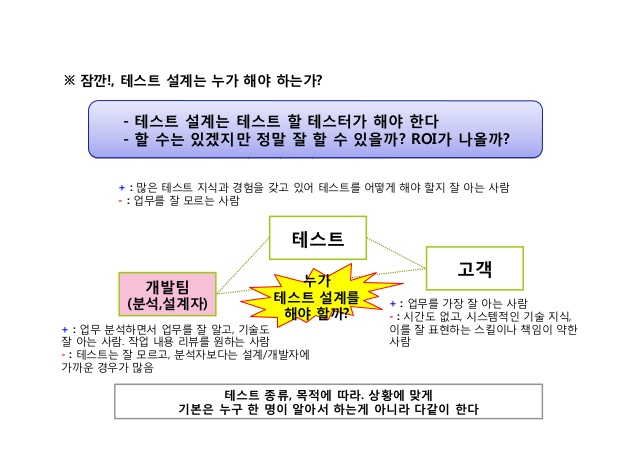 ※ 잠깐!, 테스트 설계는 누가 해야 하는가?
- 테스트 설계는 테스트 할 테스터가 해야 한다
- 할 수는 있겠지만 정말 잘 할 수 있을까? ROI가 나올까?
+ : 많은 테스트 지식과 경험을 갖고 있어 테스트를 어떻게 해야 할지 잘 아는 사람
- : 업무를 잘 모르는 사람
테스트
고객
개발팀
(분석,설계자)
누가
테스트 설계를
해야 할까?
+ : 업무를 가장 잘 아는 사람
- : 시간도 없고, 시스템적인 기술 지식,
이를 잘 표현하는 스킬이나 책임이 약한
사람
+ : 업무 분석하면서 업무를 잘 알고, 기술도
잘 아는 사람. 작업 내용 리뷰를 원하는 사람
- : 테스트는 잘 모르고, 분석자보다는 설계/개발자에
가까운 경우가 많음
테스트 종류, 목적에 따라. 상황에 맞게
기본은 누구 한 명이 알아서 하는게 아니라 다같이 한다